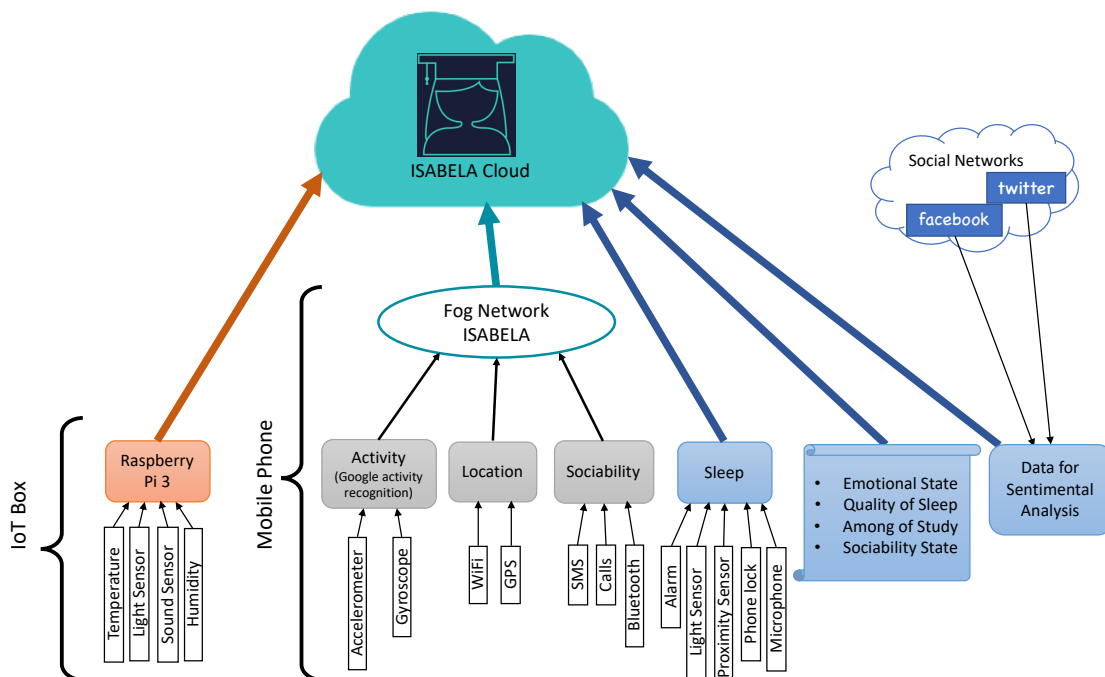 ISABELA Cloud
Social Networks
twitter
facebook
Fog Network
ISABELA
IoT Box
Mobile Phone
Raspberry
Pi 3
Activity
(Google activity
recognition)
Location
Sociability
Sleep
• Emotional State
• Quality of Sleep
• Among of Study
• Sociability State
Data for
Sentimental
Analysis
Temperature
Light Sensor
Sound Sensor
Humidity
Accelerometer
Gyroscope
WiFi
GPS
SMS
Calls
Bluetooth
Alarm
Light Sensor
Proximity Sensor
Phone lock
Microphone